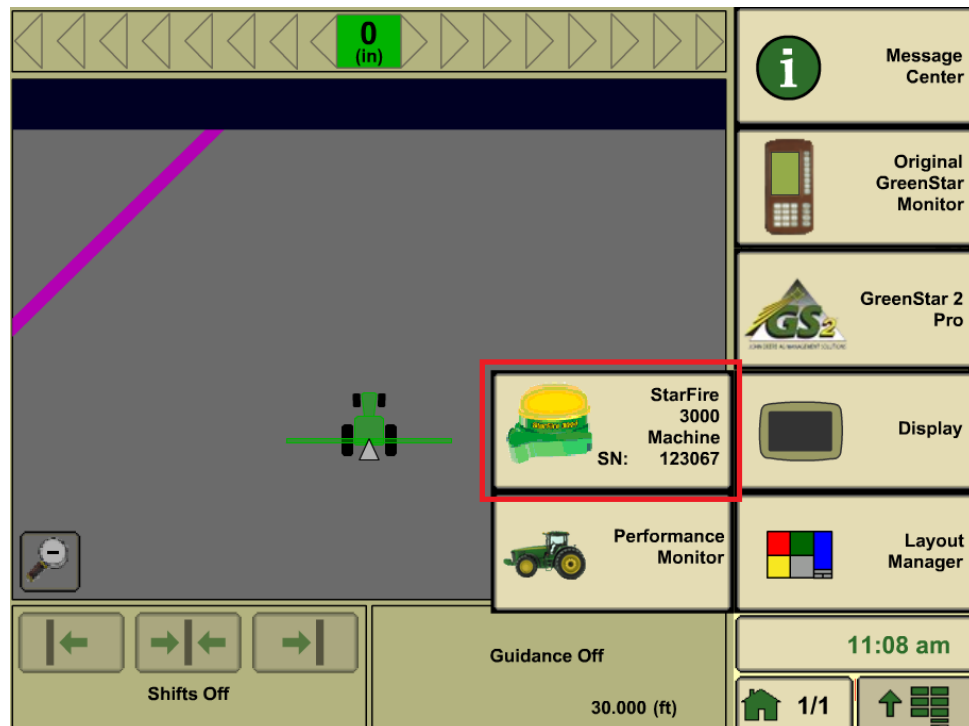 0
(in)
Message
Center
Original
GreenStar
Monitor
GS2
GreenStar 2
Pro
StarFire
3000
Machine
SN: 123067
Display
Performance
Monitor
Layout
Manager
Shifts Off
Guidance Off
30.000 (ft)
11:08 am
1/1